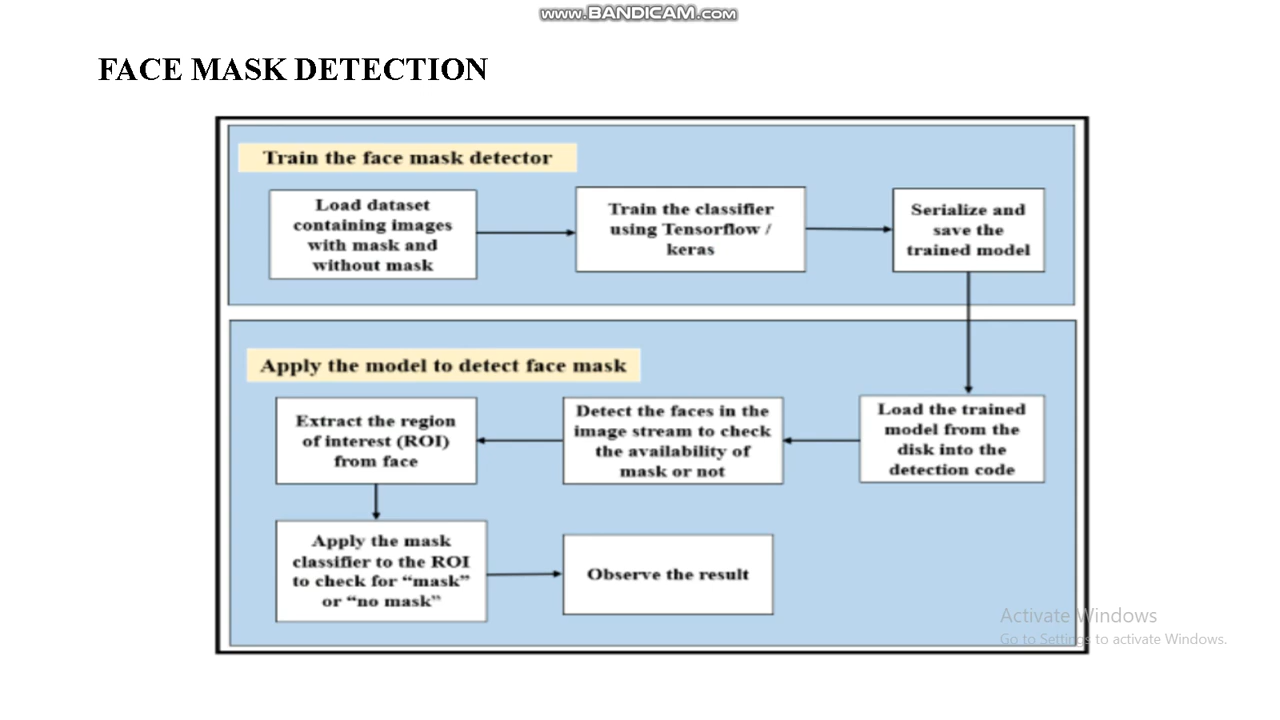 www.BANDICAM.com
FACE MASK DETECTION
Train the face mask detector
Load dataset
containing images
with mask and
without mask
Train the classifier
using Tensorflow /
keras
Serialize and
save the
trained model
Apply the model to detect face mask
Load the trained
model from the
disk into the
detection code
Detect the faces in the
image stream to check
the availability of
mask or not
Extract the region
of interest (ROI)
from face
Apply the mask
classifier to the ROI
to check for “mask”
or “no mask”
Observe the result
Activate Windows
Go to Settings to activate Windows.